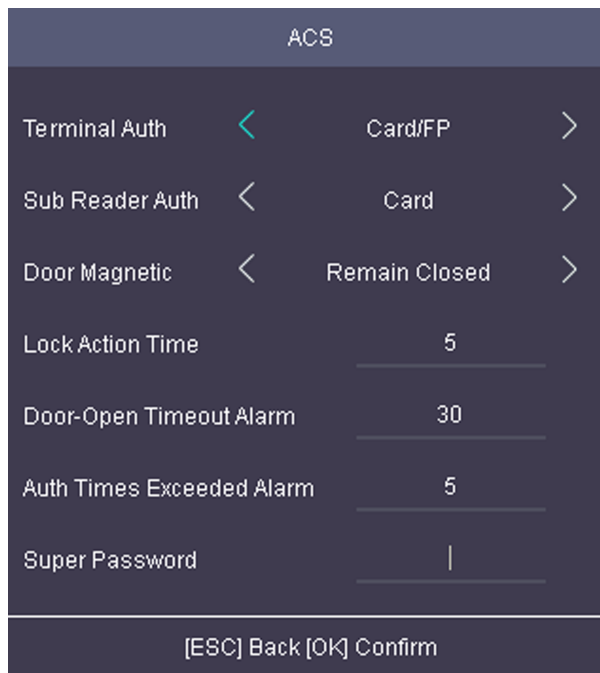 ACS
Terminal Auth < Card/FP >
Sub Reader Auth < Card >
Door Magnetic < Remain Closed >
Lock Action Time 5
Door-Open Timeout Alarm 30
Auth Times Exceeded Alarm 5
Super Password
[ESC] Back [OK] Confirm